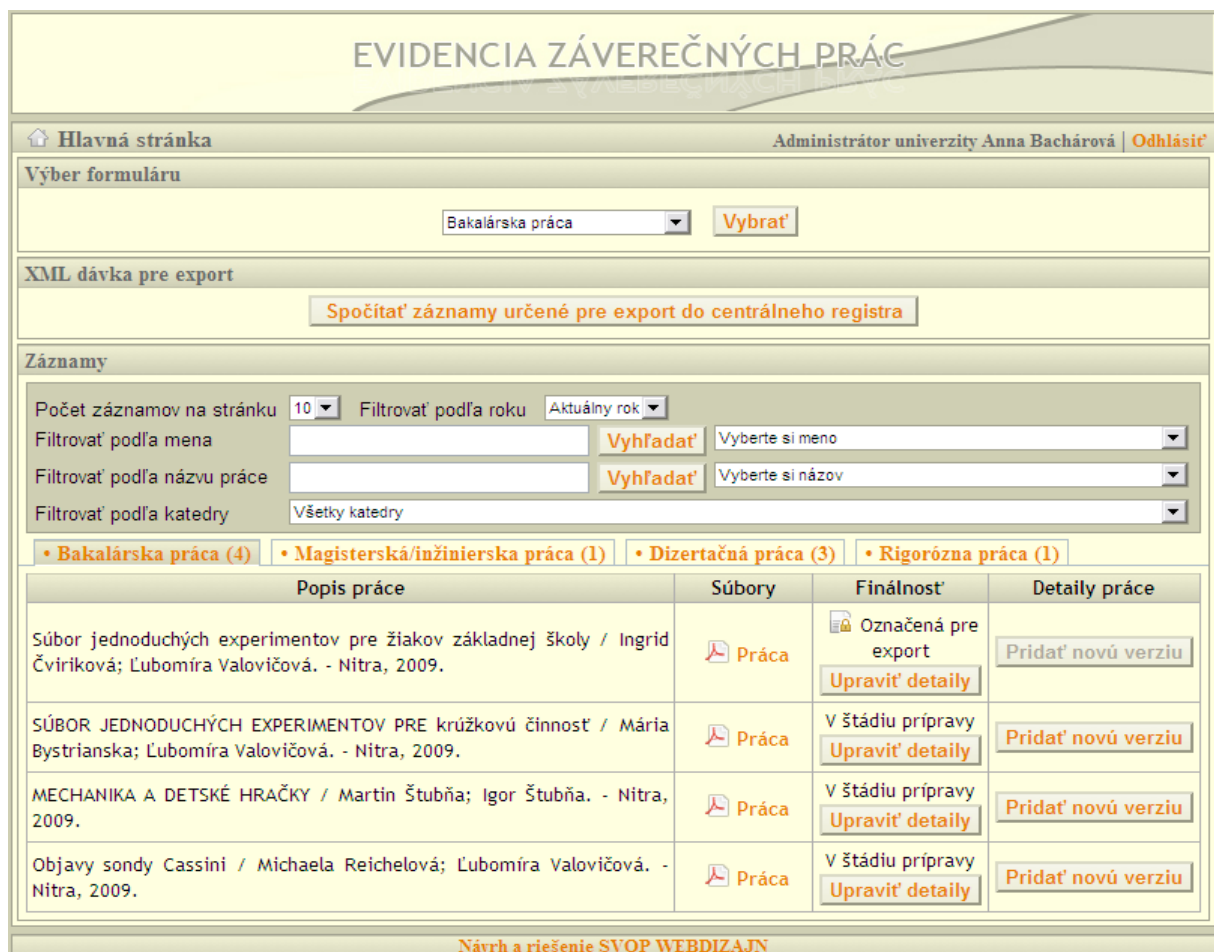 EVIDENCIA ZÁVEREČNÝCH PRÁC
Hlavná stránka Administrátor univerzity Anna Bachárová | Odhlásiť
Výber formuláru
Bakalárska práca Vybrať
XML dávka pre export
Spočítať záznamy určené pre export do centrálneho registra
Záznamy
Počet záznamov na stránku 10 Filtrovať podľa roku Aktuálny rok
Filtrovať podľa mena Vyhľadať Vyberte si meno
Filtrovať podľa názvu práce Vyhľadať Vyberte si názov
Filtrovať podľa katedry Všetky katedry
• Bakalárska práca (4) • Magisterská/inžinierska práca (1) • Dizertačná práca (3) • Rigorózna práca (1)
Popis práce Súbory Finálnosť Detaily práce
Súbor jednoduchých experimentov pre žiakov základnej školy / Ingrid
Čviriková; Ľubomíra Valovičová. - Nitra, 2009.
Práca
Označená pre
export
Upraviť detaily
Pridať novú verziu
SÚBOR JEDNODUCHÝCH EXPERIMENTOV PRE krúžkovú činnosť / Mária
Bystrianska; Ľubomíra Valovičová. - Nitra, 2009.
Práca
V štádiu prípravy
Upraviť detaily
Pridať novú verziu
MECHANIKA A DETSKÉ HRAČKY / Martin Štubňa; Igor Štubňa. - Nitra,
2009.
Práca
V štádiu prípravy
Upraviť detaily
Pridať novú verziu
Objavy sondy Cassini / Michaela Reichelová; Ľubomíra Valovičová. -
Nitra, 2009.
Práca
V štádiu prípravy
Upraviť detaily
Pridať novú verziu
Návrh a riešenie SVOP WEBDIZAJN